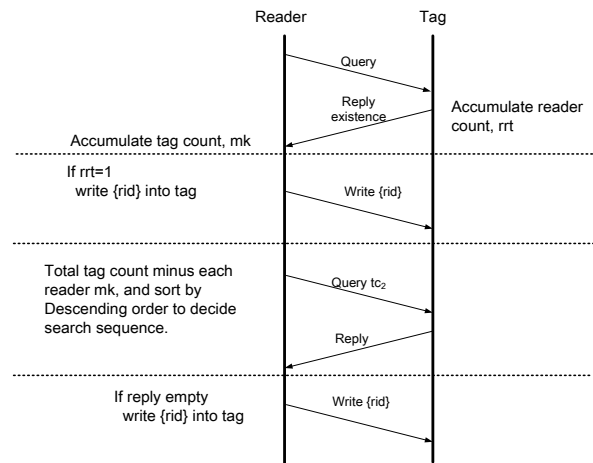 Reader
Tag
Query
Reply
existence
Accumulate reader
count, rrt
Accumulate tag count, mk
If rrt=1
write {rid} into tag
Write {rid}
Total tag count minus each
reader mk, and sort by
Descending order to decide
search sequence.
Query tc₂
Reply
If reply empty
write {rid} into tag
Write {rid}